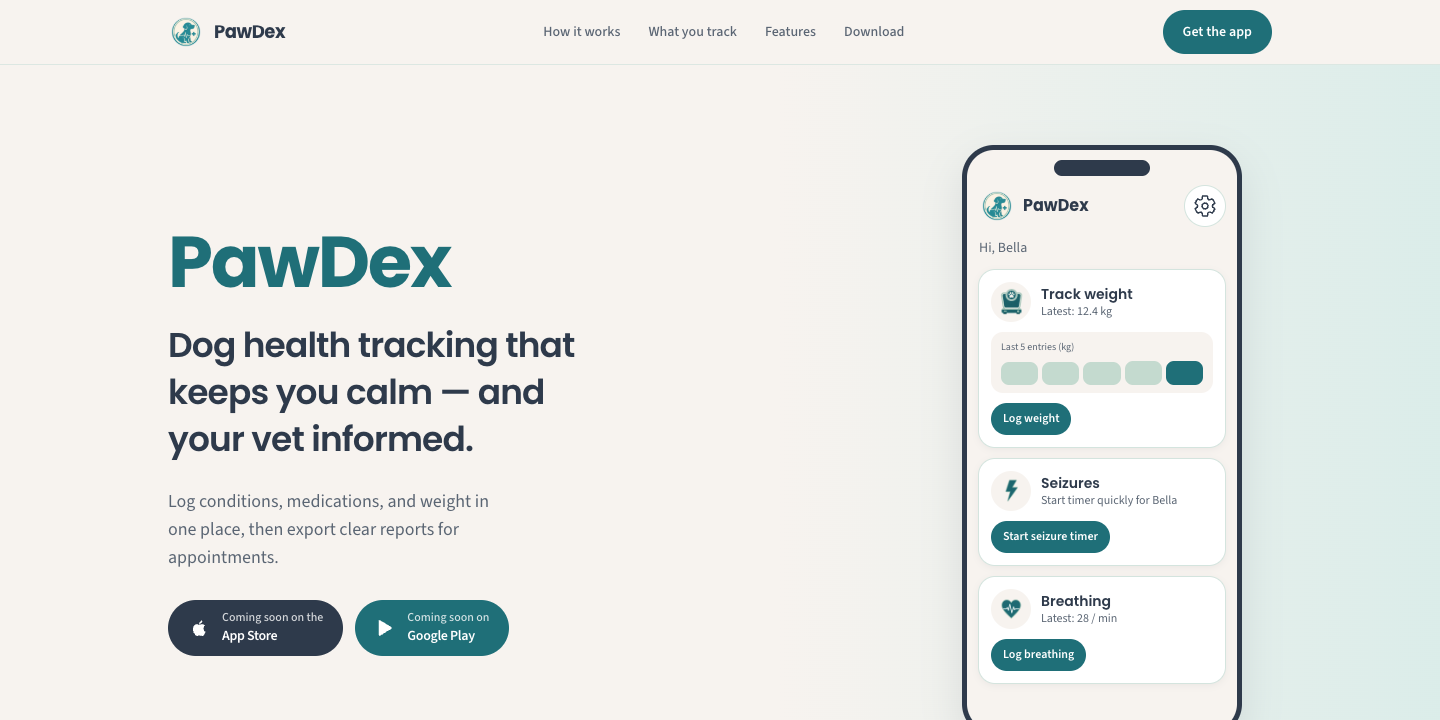 PawDex
How it works
What you track
Features
Download
Get the app
PawDex
Dog health tracking that
keeps you calm — and
your vet informed.
Log conditions, medications, and weight in
one place, then export clear reports for
appointments.
Coming soon on the
App Store
Coming soon on
Google Play
PawDex
Hi, Bella
Track weight
Latest: 12.4 kg
Last 5 entries (kg)
Log weight
Seizures
Start timer quickly for Bella
Start seizure timer
Breathing
Latest: 28 / min
Log breathing